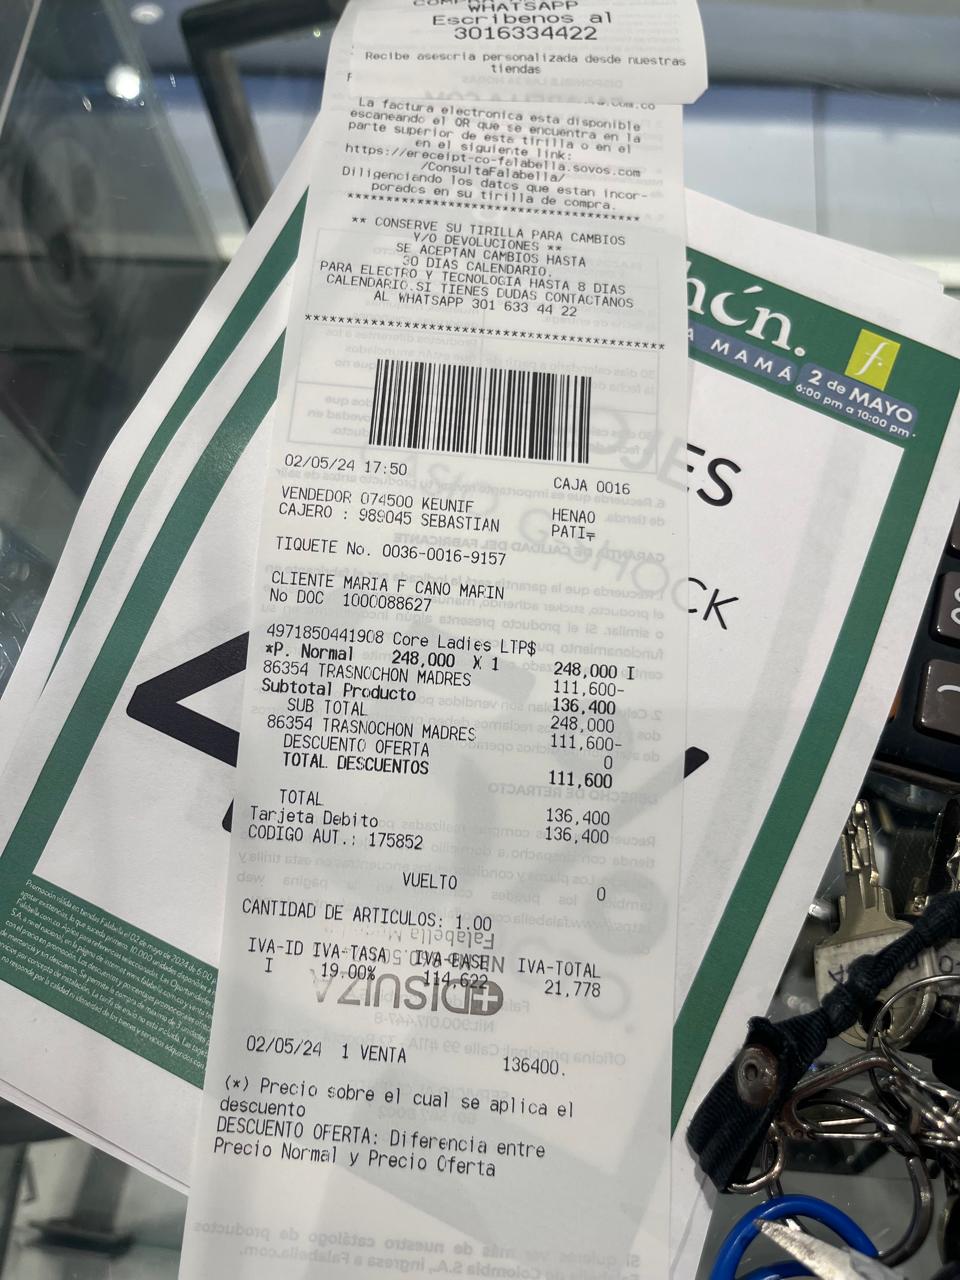 WHATSAPP
Escribenos al
3016334422
Recibe asesoria personalizada desde nuestras
tiendas
La factura electronica esta disponible
escaneando el QR que se encuentra en la
parte superior de esta tirilla o en el
en el siguiente link:
https://ereceipt-co-falabella.sovos.com
/ConsultaFalabella/
Diligenciando los datos que estan incor-
porados en su tirilla de compra.
** CONSERVE SU TIRILLA PARA CAMBIOS
Y/O DEVOLUCIONES **
SE ACEPTAN CAMBIOS HASTA
30 DIAS CALENDARIO.
PARA ELECTRO Y TECNOLOGIA HASTA 8 DIAS
CALENDARIO.SI TIENES DUDAS CONTACTANOS
AL WHATSAPP 301 633 44 22
02/05/24 17:50 CAJA 0016
VENDEDOR 074500 KEUNIF HENAO
CAJERO : 989045 SEBASTIAN PATI
TIQUETE No. 0036-0016-9157
CLIENTE MARIA F CANO MARIN
No DOC 1000088627
4971850441908 Core Ladies LTP$
*P. Normal 248,000 X 1 248,000 I
86354 TRASNOCHON MADRES 111,600-
Subtotal Producto 136,400
SUB TOTAL 248,000
86354 TRASNOCHON MADRES 111,600-
DESCUENTO OFERTA 0
TOTAL DESCUENTOS 111,600
TOTAL 136,400
Tarjeta Debito 136,400
CODIGO AUT.: 175852
VUELTO 0
CANTIDAD DE ARTICULOS: 1.00
IVA-ID IVA-TASA IVA-BASE IVA-TOTAL
I 19.00% 114,622 21,778
02/05/24 1 VENTA 136400.
(*) Precio sobre el cual se aplica el
descuento
DESCUENTO OFERTA: Diferencia entre
Precio Normal y Precio Oferta
MAMÁ
2 de MAYO
6:00 pm a 10:00 pm.
f.
ES
CK